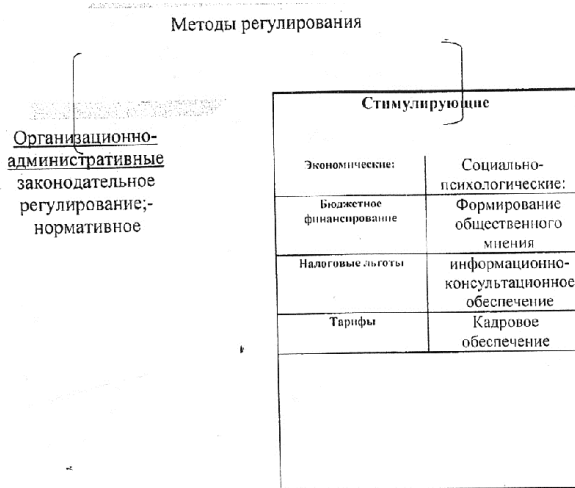 Методы регулирования
Организационно-
административные
законодательное
регулирование;-
нормативное
Стимулирующие
Экономические:
Социально-
психологические:
Бюджетное
финансирование
Формирование
общественного
мнения
Налоговые льготы
информационно-
консультационное
обеспечение
Тарифы
Кадровое
обеспечение